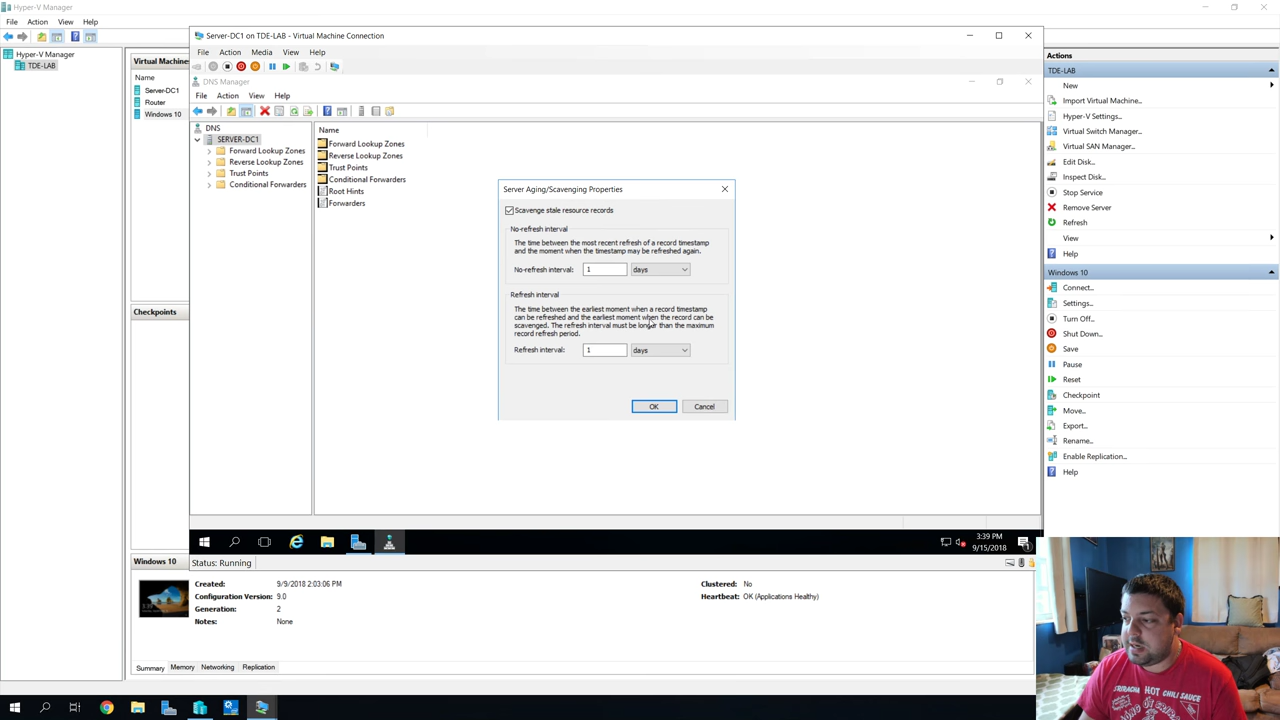 Hyper-V Manager
File Action View Help
Hyper-V Manager
TDE-LAB
Virtual Machine
Name
Server-DC1
Router
Windows 10
Checkpoints
Server-DC1 on TDE-LAB - Virtual Machine Connection
File Action Media View Help
DNS Manager
File Action View Help
DNS
SERVER-DC1
Forward Lookup Zones
Reverse Lookup Zones
Trust Points
Conditional Forwarders
Name
Forward Lookup Zones
Reverse Lookup Zones
Trust Points
Conditional Forwarders
Root Hints
Forwarders
Server Aging/Scavenging Properties
Scavenge stale resource records
No-refresh interval
The time between the most recent refresh of a record timestamp
and the moment when the timestamp may be refreshed again.
No-refresh interval: 1 days
Refresh interval
The time between the earliest moment when a record timestamp
can be refreshed and the earliest moment when the record can be
scavenged. The refresh interval must be longer than the maximum
record refresh period.
Refresh interval: 1 days
OK Cancel
3:39 PM
9/15/2018
1
Actions
TDE-LAB
New
Import Virtual Machine...
Hyper-V Settings...
Virtual Switch Manager...
Virtual SAN Manager...
Edit Disk...
Inspect Disk...
Stop Service
Remove Server
Refresh
View
Help
Windows 10
Connect...
Settings...
Turn Off...
Shut Down...
Save
Pause
Reset
Checkpoint
Move...
Export...
Rename...
Enable Replication...
Help
Windows 10
Status: Running
3:39
Created: 9/9/2018 2:03:06 PM
Configuration Version: 9.0
Generation: 2
Notes: None
Clustered: No
Heartbeat: OK (Applications Healthy)
Summary Memory Networking Replication
SRIRACHA HOT CHILI SAUCE